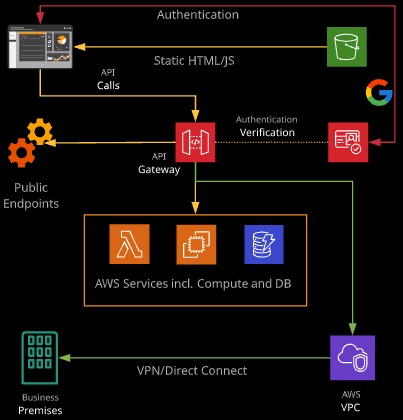 Authentication
Static HTML/JS
API
Calls
Authentication
Verification
API
Gateway
Public
Endpoints
AWS Services incl. Compute and DB
VPN/Direct Connect
Business
Premises
AWS
VPC